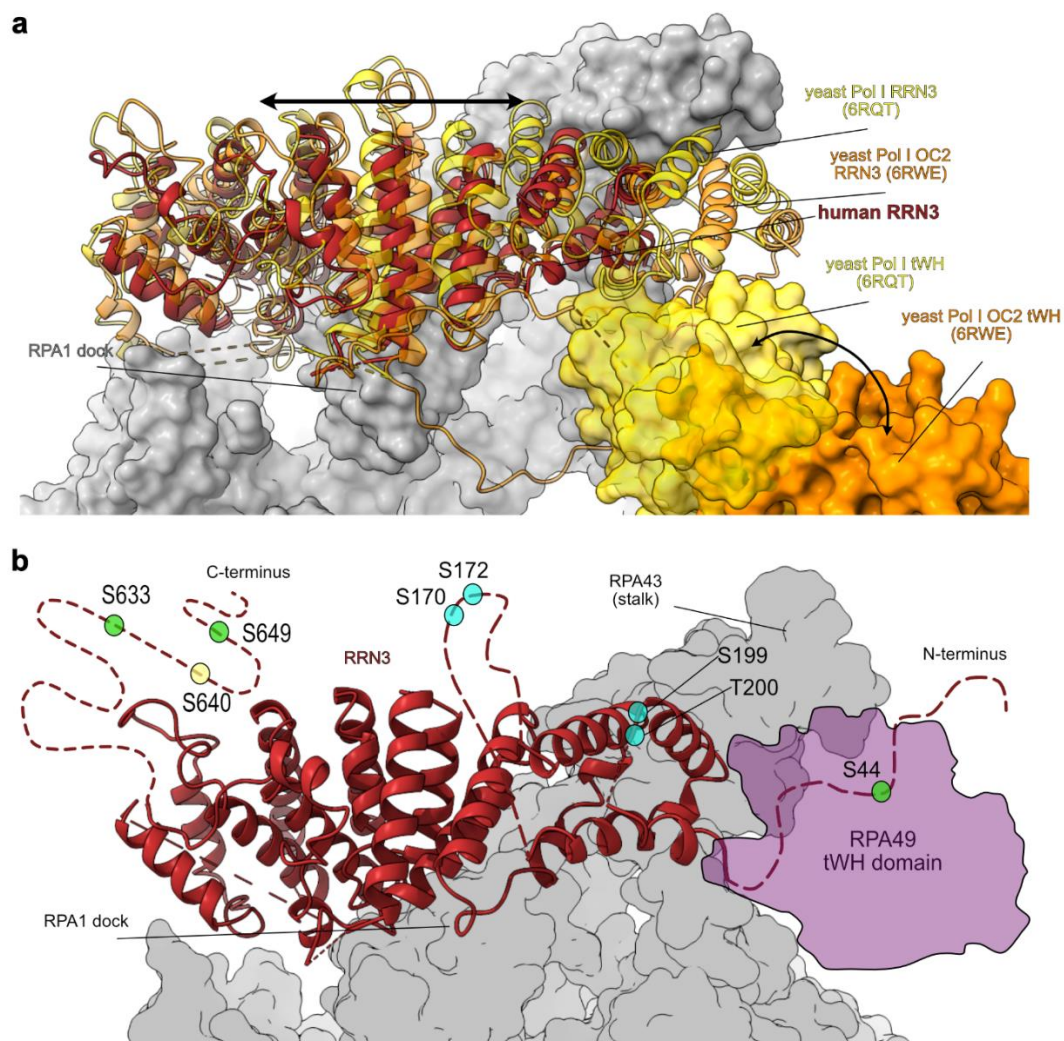 a
yeast Pol I RRN3
(6RQT)
yeast Pol I OC2
RRN3 (6RWE)
human RRN3
yeast Pol I tWH
(6RQT)
yeast Pol I OC2 tWH
(6RWE)
RPA1 dock
b
S633
C-terminus
S649
S640
RRN3
S172
S170
RPA43
(stalk)
S199
T200
N-terminus
S44
RPA49
tWH domain
RPA1 dock